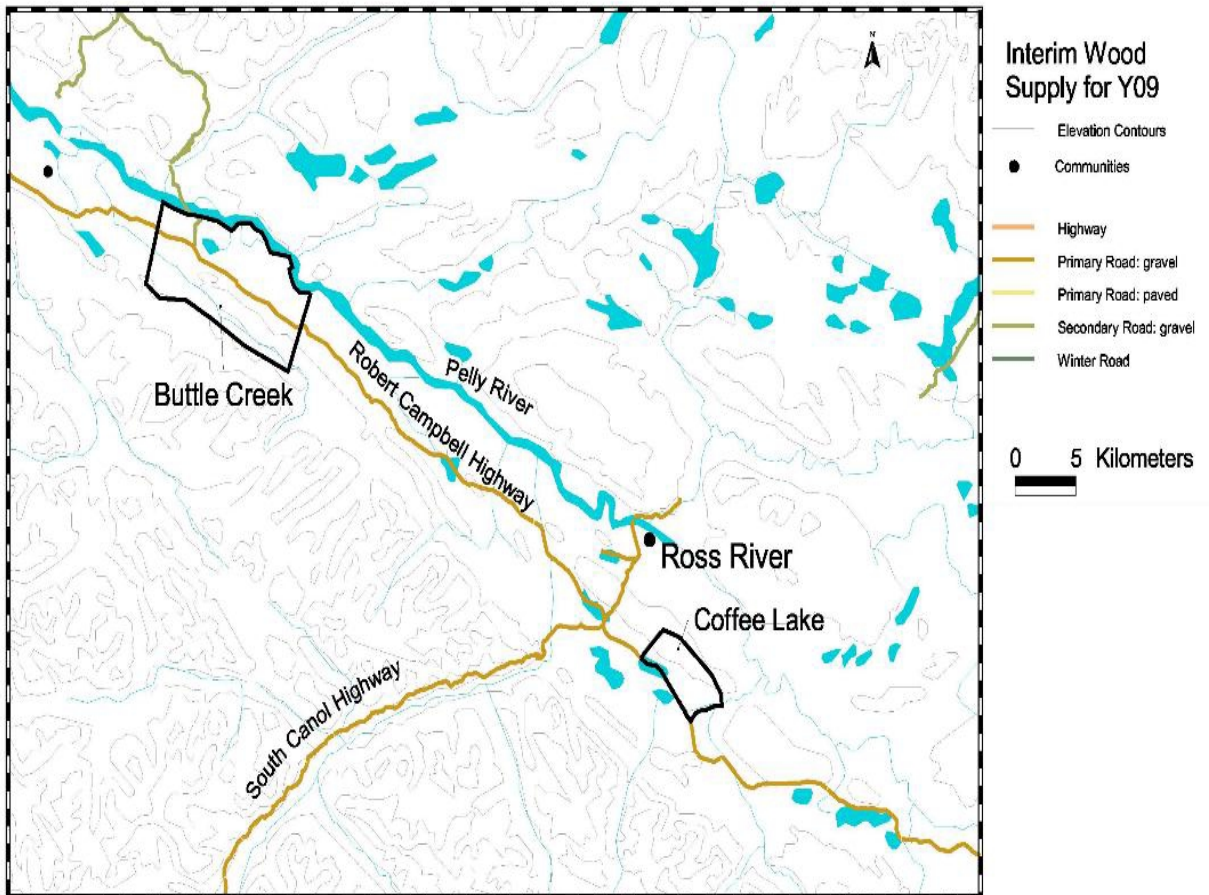 N
Interim Wood
Supply for Y09
Elevation Contours
Communities
Highway
Primary Road: gravel
Primary Road: paved
Secondary Road: gravel
Winter Road
0 5 Kilometers
Buttle Creek
Pelly River
Robert Campbell Highway
Ross River
Coffee Lake
South Canol Highway